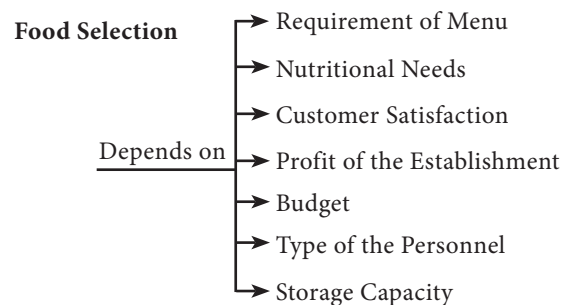 Food Selection
Requirement of Menu
Nutritional Needs
Customer Satisfaction
Depends on
Profit of the Establishment
Budget
Type of the Personnel
Storage Capacity